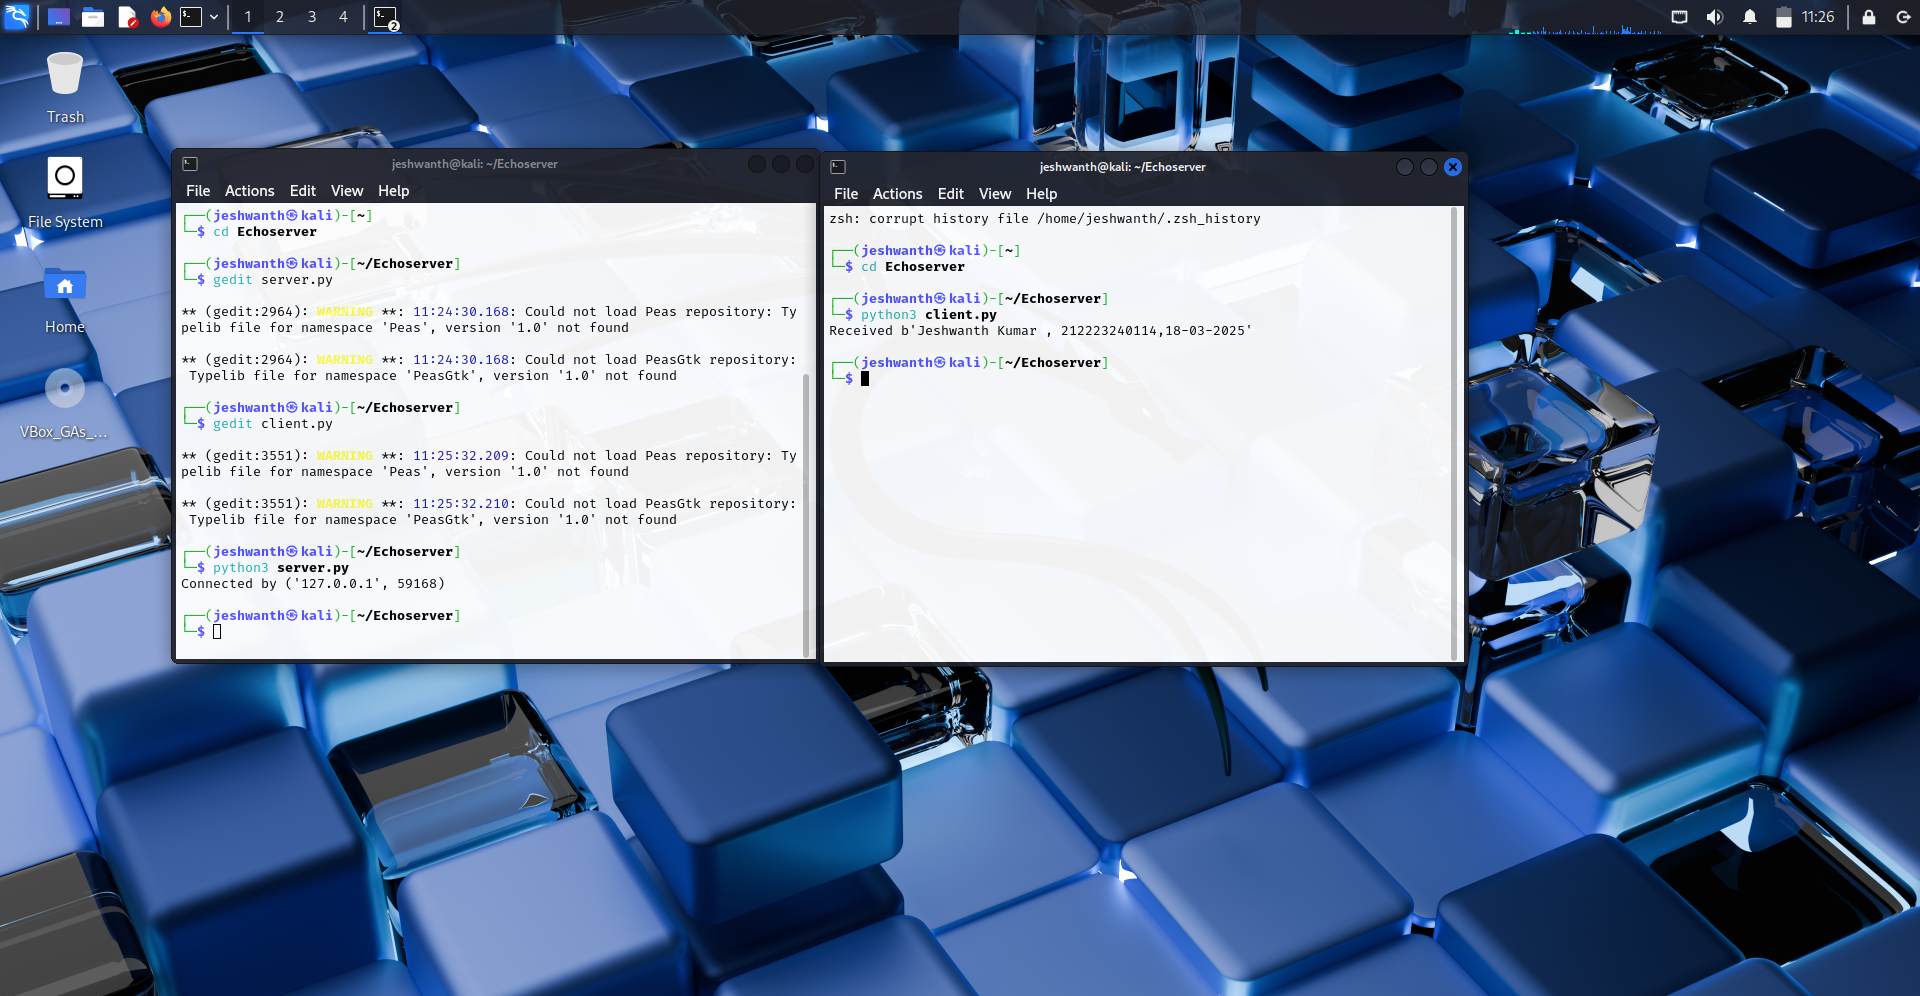 1 2 3 4
2
11:26
Trash
File System
Home
VBox_GAs_...
jeshwanth@kali: ~/Echoserver
File Actions Edit View Help
┌──(jeshwanth㉿kali)-[~]
└─$ cd Echoserver
┌──(jeshwanth㉿kali)-[~/Echoserver]
└─$ gedit server.py
** (gedit:2964): WARNING **: 11:24:30.168: Could not load Peas repository: Ty
pelib file for namespace 'Peas', version '1.0' not found
** (gedit:2964): WARNING **: 11:24:30.168: Could not load PeasGtk repository:
Typelib file for namespace 'PeasGtk', version '1.0' not found
┌──(jeshwanth㉿kali)-[~/Echoserver]
└─$ gedit client.py
** (gedit:3551): WARNING **: 11:25:32.209: Could not load Peas repository: Ty
pelib file for namespace 'Peas', version '1.0' not found
** (gedit:3551): WARNING **: 11:25:32.210: Could not load PeasGtk repository:
Typelib file for namespace 'PeasGtk', version '1.0' not found
┌──(jeshwanth㉿kali)-[~/Echoserver]
└─$ python3 server.py
Connected by ('127.0.0.1', 59168)
┌──(jeshwanth㉿kali)-[~/Echoserver]
└─$
jeshwanth@kali: ~/Echoserver
File Actions Edit View Help
zsh: corrupt history file /home/jeshwanth/.zsh_history
┌──(jeshwanth㉿kali)-[~]
└─$ cd Echoserver
┌──(jeshwanth㉿kali)-[~/Echoserver]
└─$ python3 client.py
Received b'Jeshwanth Kumar , 212223240114,18-03-2025'
┌──(jeshwanth㉿kali)-[~/Echoserver]
└─$